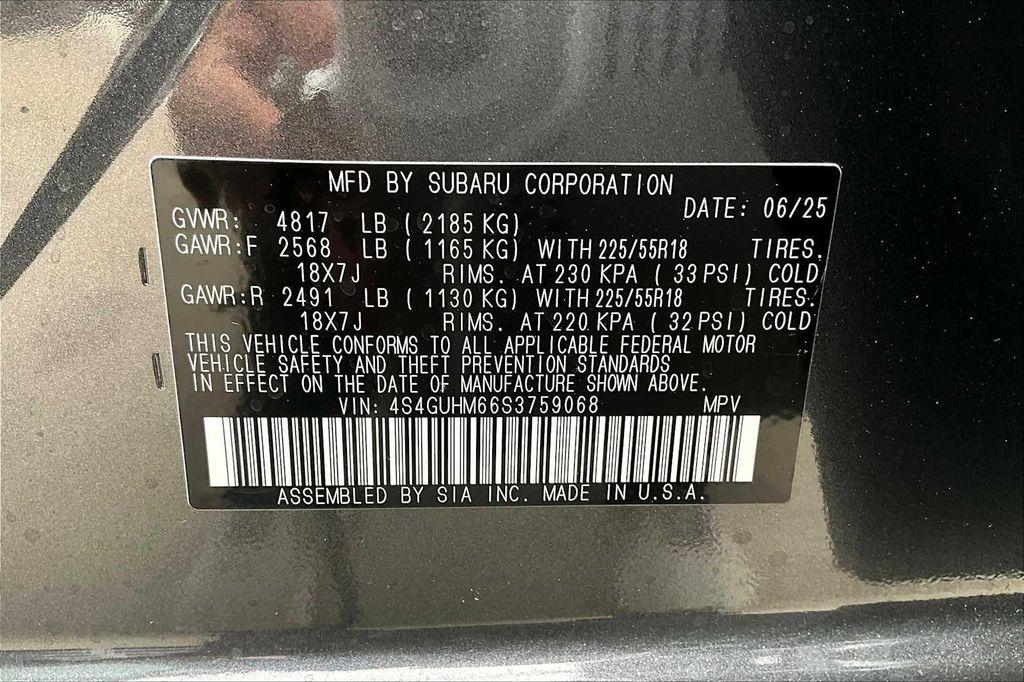 MFD BY SUBARU CORPORATION
DATE: 06/25
GVWR: 4817 LB ( 2185 KG)
GAWR:F 2568 LB ( 1165 KG) WITH 225/55R18 TIRES.
18X7J RIMS. AT 230 KPA ( 33 PSI) COLD
GAWR:R 2491 LB ( 1130 KG) WITH 225/55R18 TIRES.
18X7J RIMS. AT 220 KPA ( 32 PSI) COLD
THIS VEHICLE CONFORMS TO ALL APPLICABLE FEDERAL MOTOR
VEHICLE SAFETY AND THEFT PREVENTION STANDARDS
IN EFFECT ON THE DATE OF MANUFACTURE SHOWN ABOVE.
VIN: 4S4GUHM66S3759068 MPV
ASSEMBLED BY SIA INC. MADE IN U.S.A.